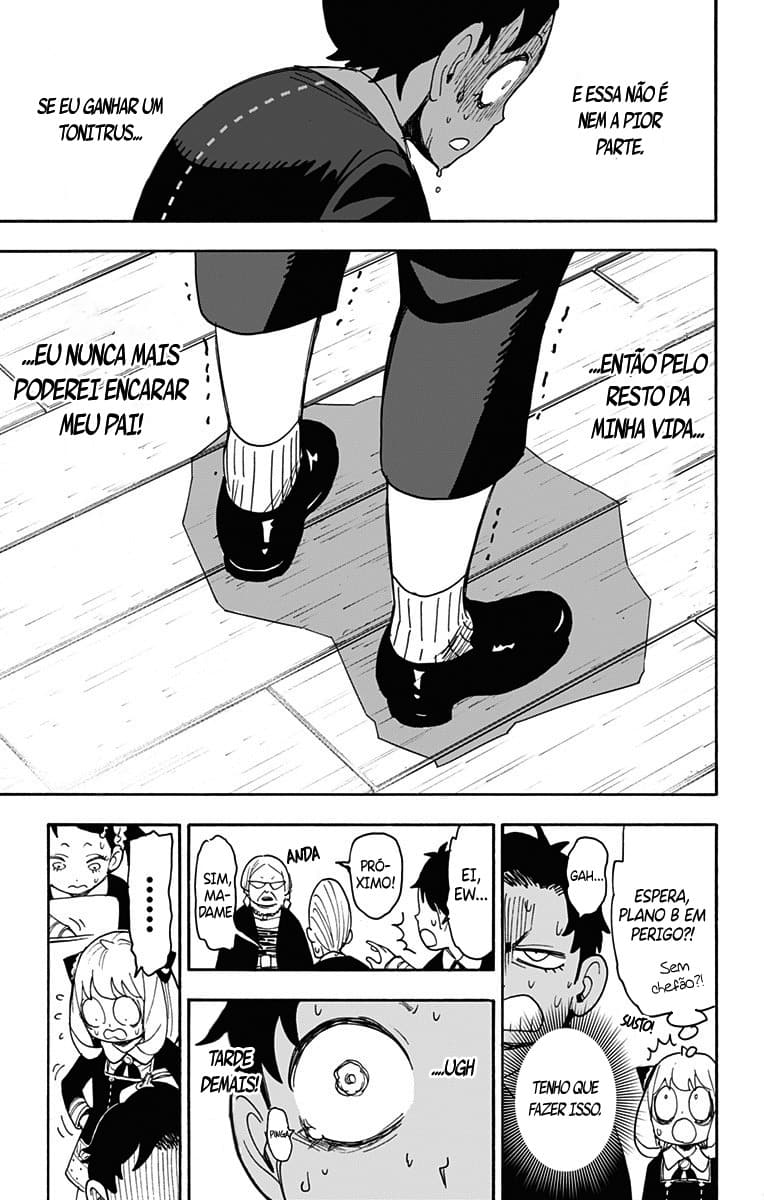 E ESSA NÃO É
NEM A PIOR
PARTE.
SE EU GANHAR UM
TONITRUS...
...ENTÃO PELO
RESTO DA
MINHA VIDA...
...EU NUNCA MAIS
PODEREI ENCARAR
MEU PAI!
ESPERA,
PLANO B EM
PERIGO?!
Sem
chefão?!
SUSTO!
GAH...
TENHO QUE
FAZER ISSO.
EI,
EW...
PRÓ-
XIMO!
ANDA
SIM,
MA-
DAME
....UGH
TARDE
DEMAIS!
PINGA
......